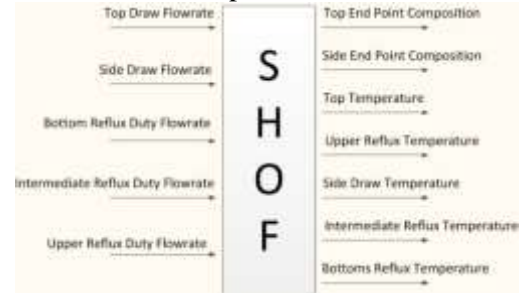 Top Draw Flowrate
Side Draw Flowrate
Bottom Reflux Duty Flowrate
Intermediate Reflux Duty Flowrate
Upper Reflux Duty Flowrate
S
H
O
F
Top End Point Composition
Side End Point Composition
Top Temperature
Upper Reflux Temperature
Side Draw Temperature
Intermediate Reflux Temperature
Bottoms Reflux Temperature